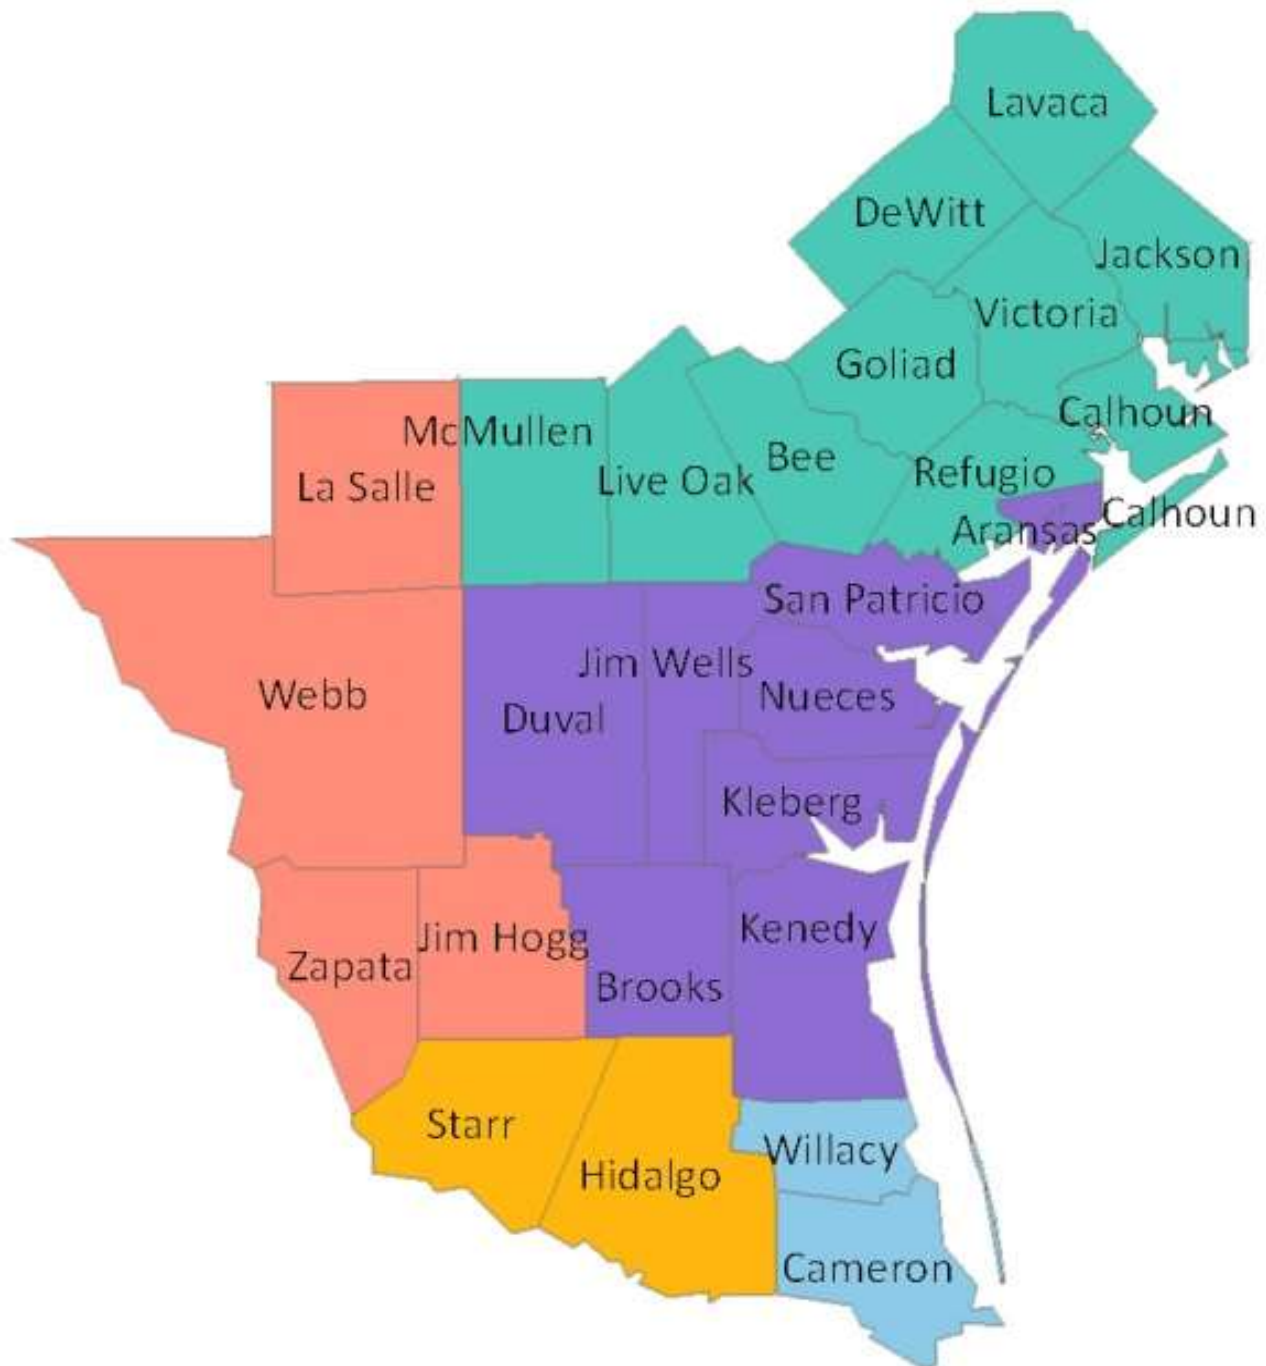 Lavaca
DeWitt
Jackson
Victoria
Goliad
Calhoun
McMullen
Bee
Refugio
La Salle
Live Oak
Calhoun
Aransas
San Patricio
Jim Wells
Webb
Nueces
Duval
Kleberg
Kenedy
Jim Hogg
Zapata
Brooks
Starr
Willacy
Hidalgo
Cameron